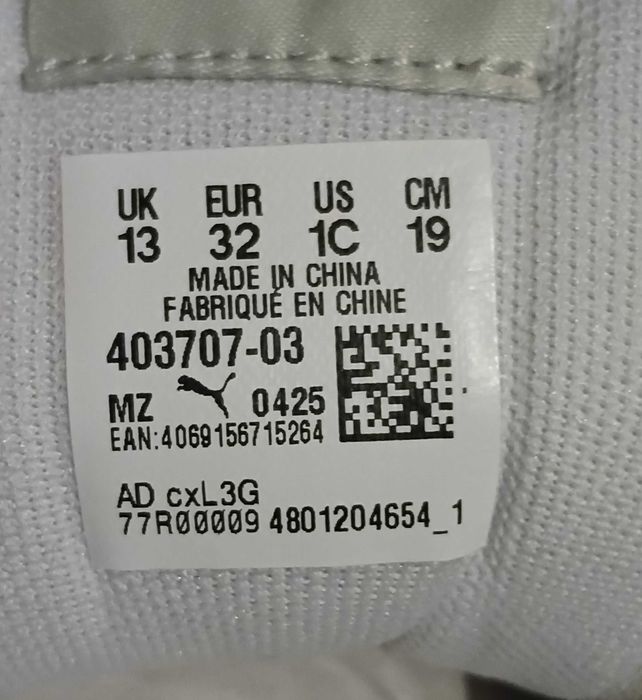 UK EUR US CM
13 32 1C 19
MADE IN CHINA
FABRIQUÉ EN CHINE
403707-03
MZ 0425
EAN:4069156715264
AD cxL3G
77R00009 4801204654_1